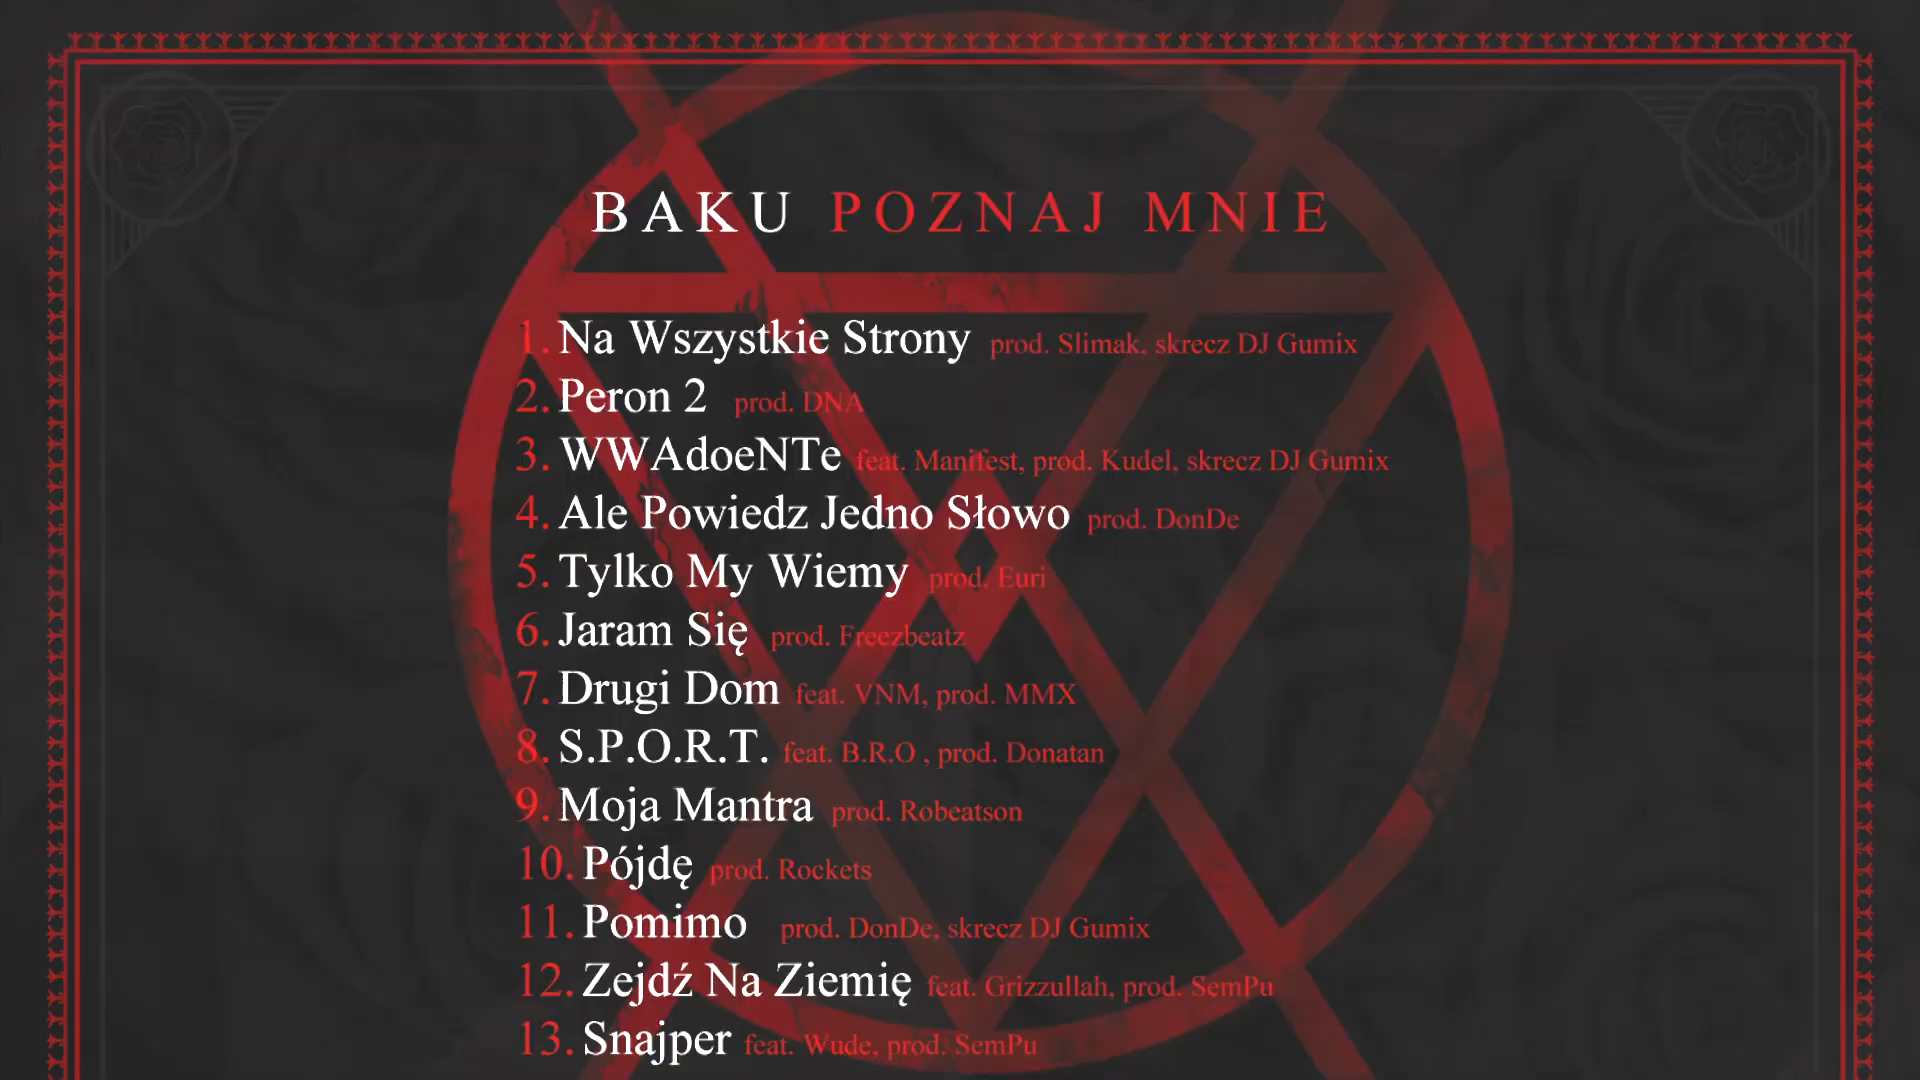 BAKU POZNAJ MNIE
1. Na Wszystkie Strony prod. Slimak, skrecz DJ Gumix
2. Peron 2 prod. DNA
3. WWAdoeNTe feat. Manifest, prod. Kudel, skrecz DJ Gumix
4. Ale Powiedz Jedno Słowo prod. DonDe
5. Tylko My Wiemy prod. Euri
6. Jaram Się prod. Freezbeatz
7. Drugi Dom feat. VNM, prod. MMX
8. S.P.O.R.T. feat. B.R.O , prod. Donatan
9. Moja Mantra prod. Robeatson
10. Pójdę prod. Rockets
11. Pomimo prod. DonDe, skrecz DJ Gumix
12. Zejdź Na Ziemię feat. Grizzullah, prod. SemPu
13. Snajper feat. Wude, prod. SemPu